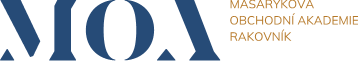 MOA
MASARYKOVA
OBCHODNÍ AKADEMIE
RAKOVNÍK